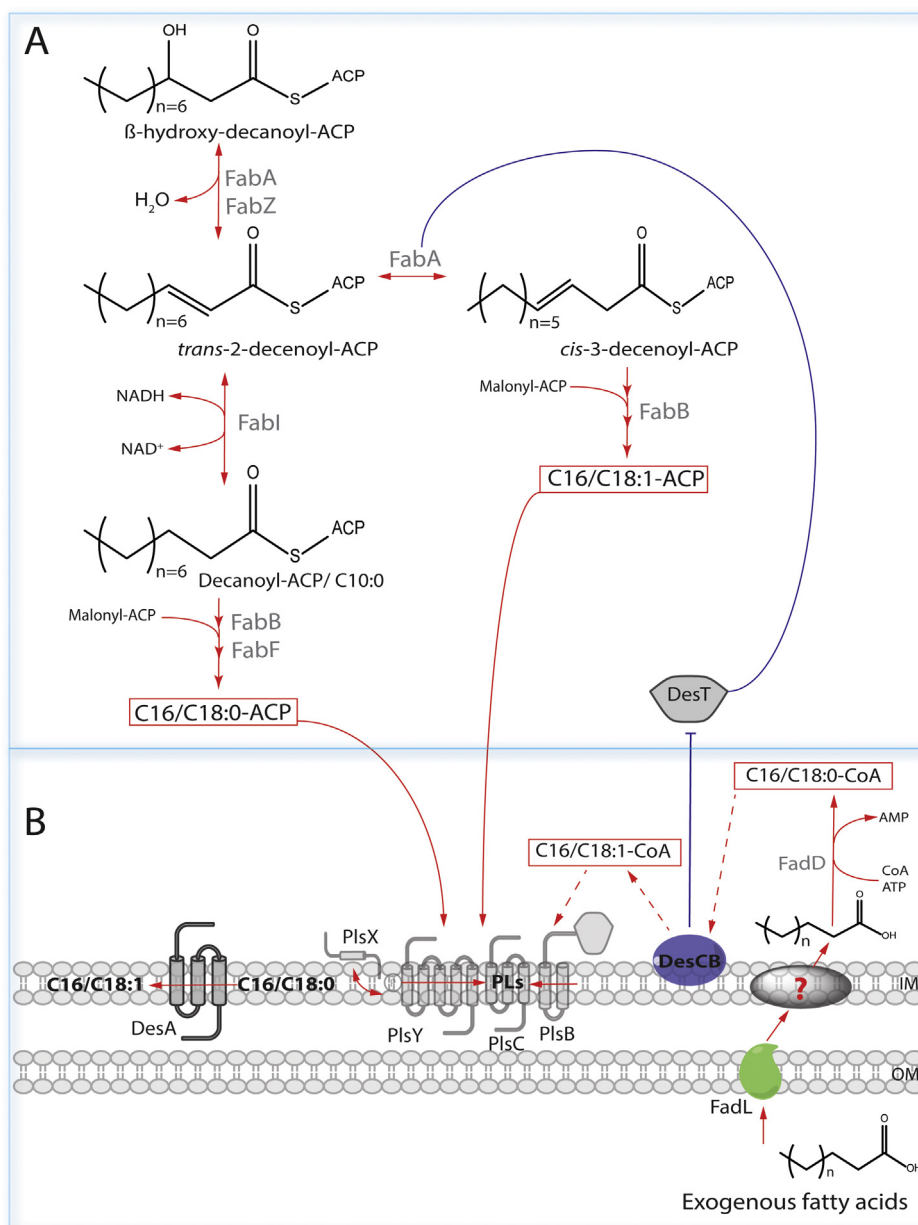 A
OH
O
ACP
S
n=6
ß-hydroxy-decanoyl-ACP
FabA
H2O
FabZ
O
ACP
S
n=6
trans-2-decenoyl-ACP
FabA
O
ACP
S
n=5
cis-3-decenoyl-ACP
NADH
FabI
NAD+
Malonyl-ACP
FabB
C16/C18:1-ACP
O
ACP
S
n=6
Decanoyl-ACP/ C10:0
Malonyl-ACP
FabB
FabF
C16/C18:0-ACP
DesT
B
C16/C18:0-CoA
AMP
FadD
CoA
ATP
C16/C18:1-CoA
O
OH
n
PlsX
DesCB
C16/C18:1
C16/C18:0
PLs
?
IM
DesA
PlsY
PlsC
PlsB
OM
FadL
O
OH
n
Exogenous fatty acids